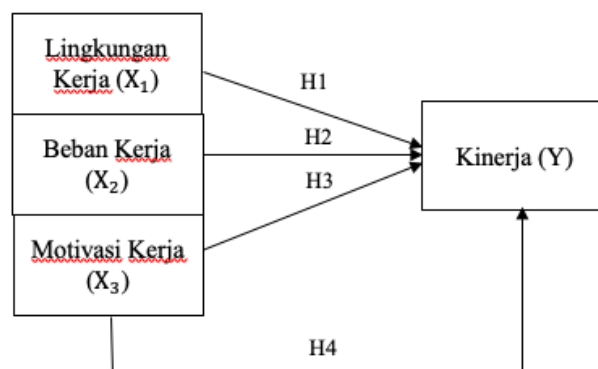 Lingkungan
Kerja (X₁)
H1
Beban Kerja
(X₂)
H2
Kinerja (Y)
H3
Motivasi Kerja
(X₃)
H4